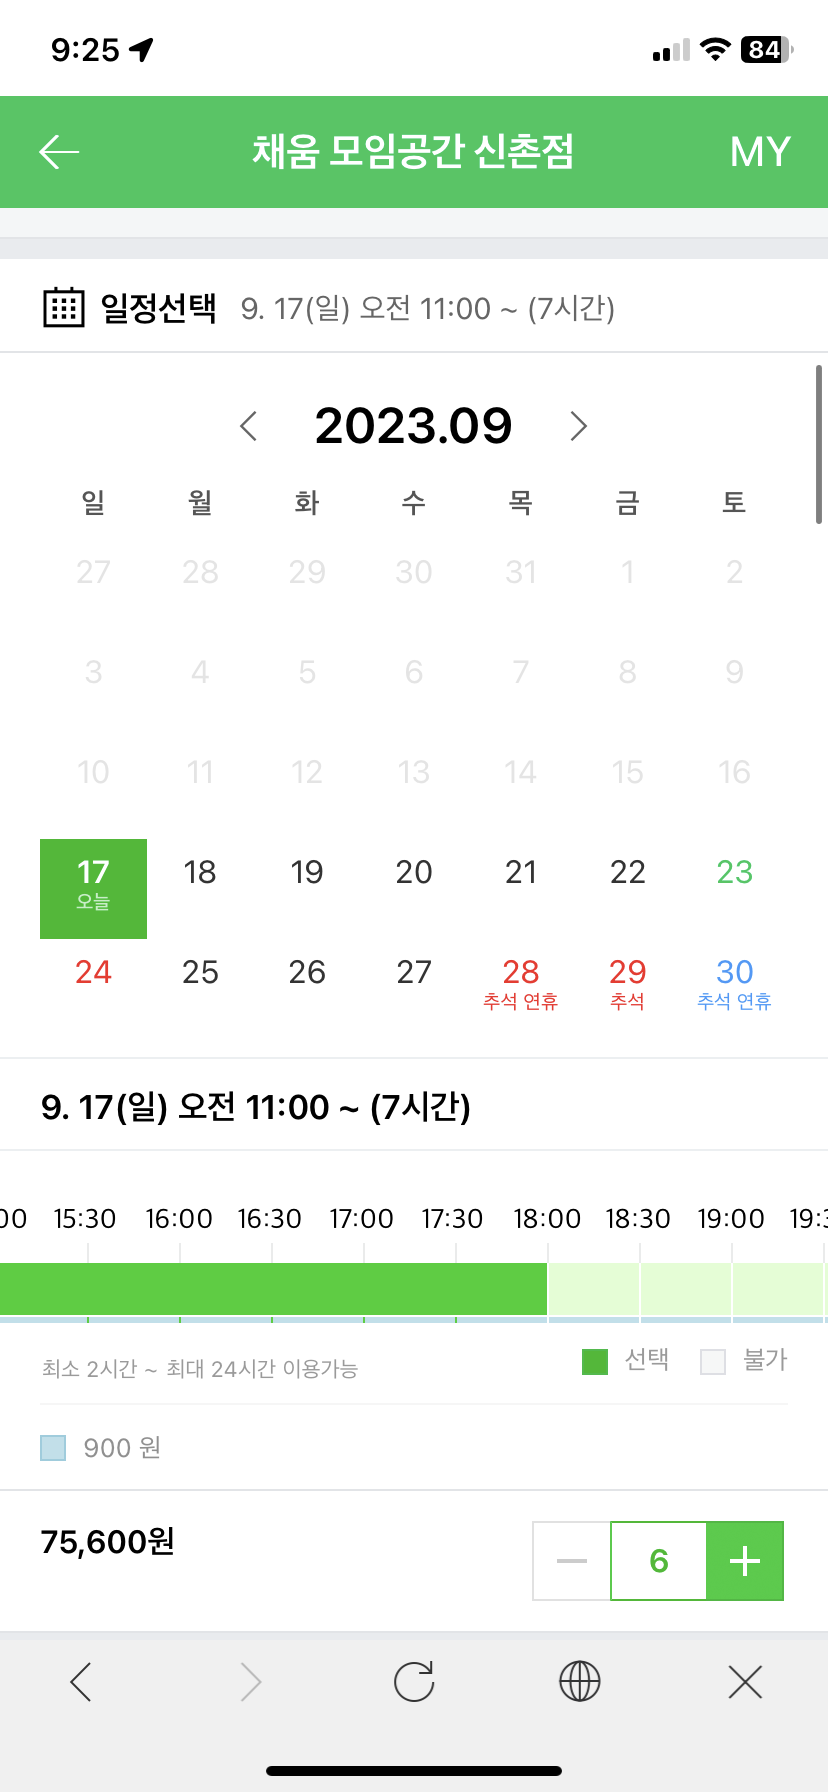 9:25
84
채움 모임공간 신촌점
MY
일정선택 9. 17(일) 오전 11:00 ~ (7시간)
2023.09
일 월 화 수 목 금 토
27 28 29 30 31 1 2
3 4 5 6 7 8 9
10 11 12 13 14 15 16
17 18 19 20 21 22 23
오늘
24 25 26 27 28 29 30
추석 연휴 추석 추석 연휴
9. 17(일) 오전 11:00 ~ (7시간)
00 15:30 16:00 16:30 17:00 17:30 18:00 18:30 19:00 19:3
최소 2시간 ~ 최대 24시간 이용가능
선택 불가
900 원
75,600원
6